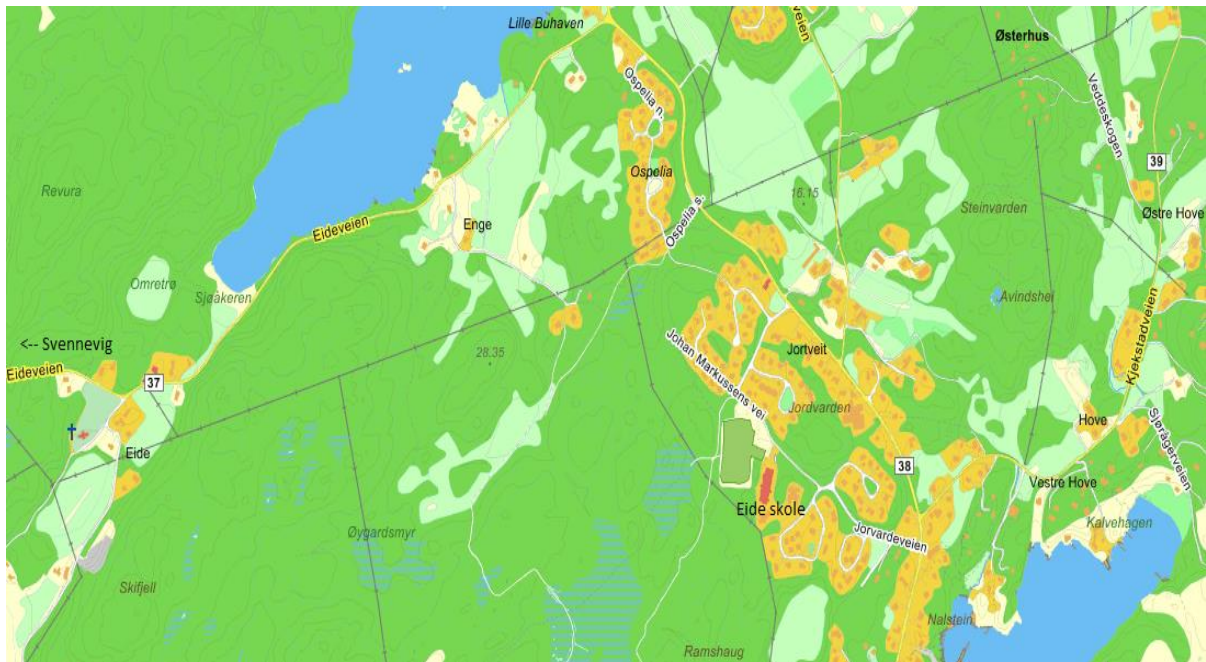 Lille Buhaven
veien
Østerhus
Ospelia n.
Veddeskogen
39
Revura
Ospelia
16.15
Steinvarden
Østre Hove
Eideveien
Enge
Ospelia s.
Omretrø
Sjøåkeren
Avindshei
Kjekstadveien
<-- Svennevig
28.35
Johan Markussens vei
Jortveit
Eideveien
37
Jordvarden
Hove
Sjørågerveien
Eide
38
Vestre Hove
Eide skole
Kalvehagen
Øygardsmyr
Jorvardeveien
Skifjell
Nalstein
Ramshaug